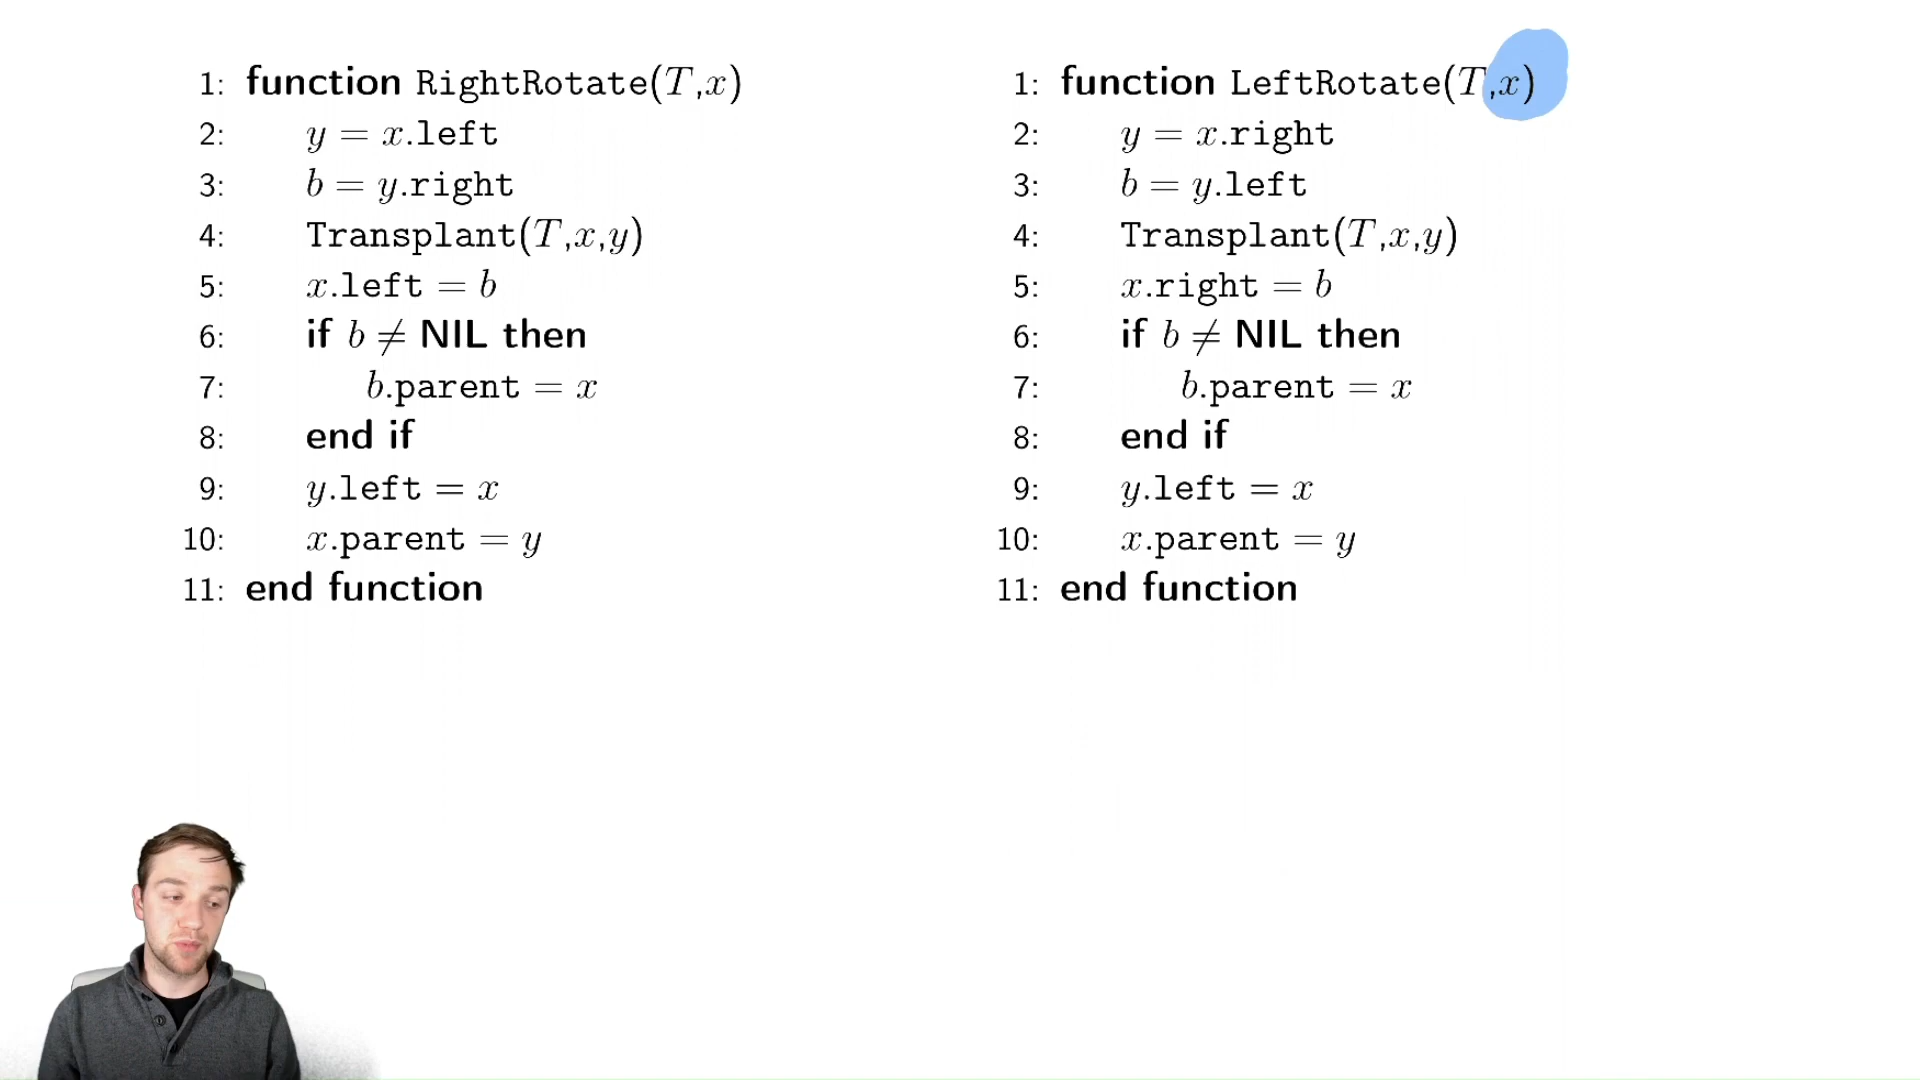 1: function RightRotate(T,x)
2: y = x.left
3: b = y.right
4: Transplant(T,x,y)
5: x.left = b
6: if b ≠ NIL then
7: b.parent = x
8: end if
9: y.left = x
10: x.parent = y
11: end function
1: function LeftRotate(T,x)
2: y = x.right
3: b = y.left
4: Transplant(T,x,y)
5: x.right = b
6: if b ≠ NIL then
7: b.parent = x
8: end if
9: y.left = x
10: x.parent = y
11: end function